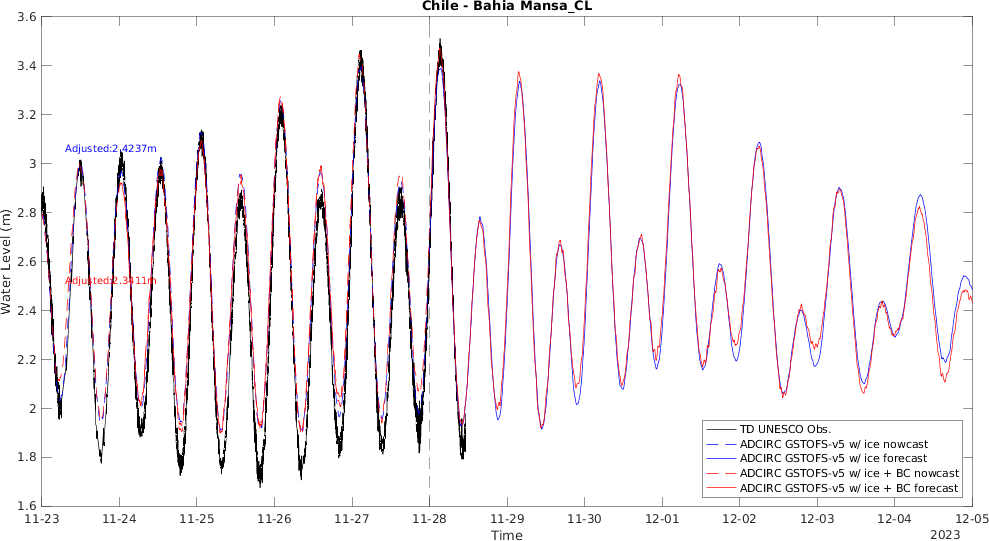 Chile - Bahia Mansa_CL
3.6
3.4
3.2
3
2.8
2.6
2.4
2.2
2
1.8
1.6
Water Level (m)
Adjusted:2.4237m
Adjusted:2.3411m
TD UNESCO Obs.
ADCIRC GSTOFS-v5 w/ ice nowcast
ADCIRC GSTOFS-v5 w/ ice forecast
ADCIRC GSTOFS-v5 w/ ice + BC nowcast
ADCIRC GSTOFS-v5 w/ ice + BC forecast
11-23 11-24 11-25 11-26 11-27 11-28 11-29 11-30 12-01 12-02 12-03 12-04 12-05
Time
2023